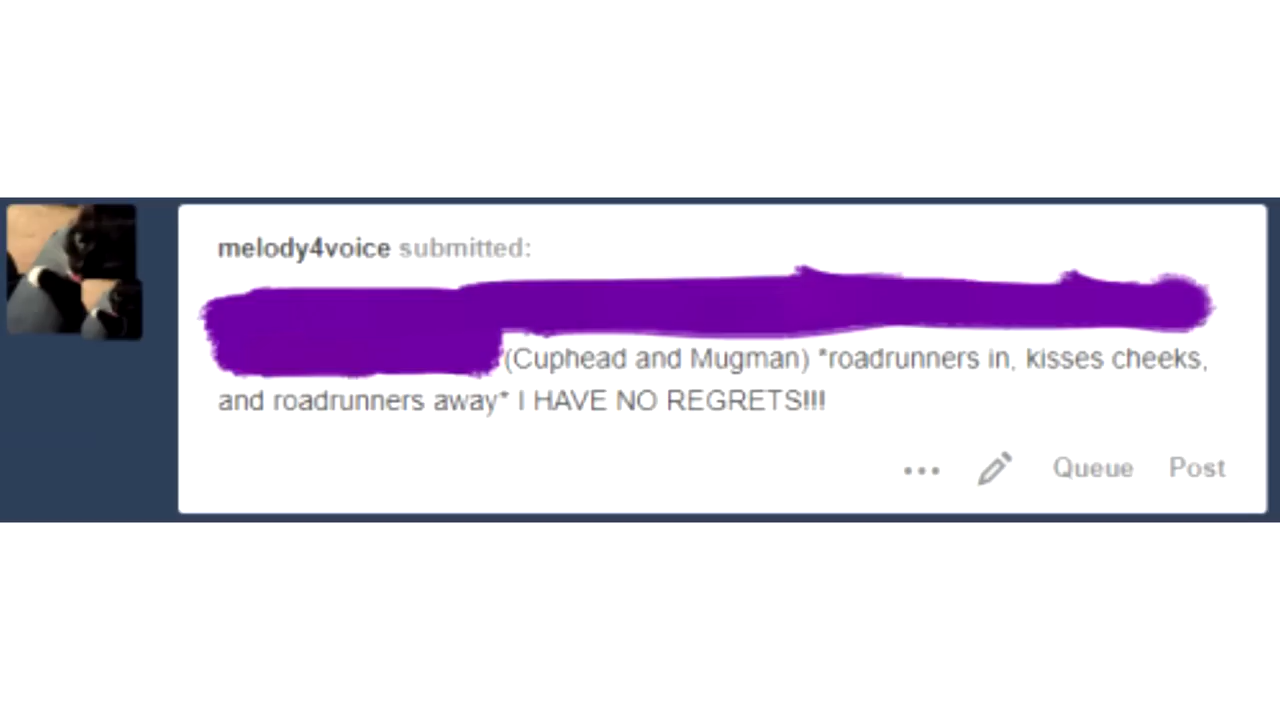 melody4voice submitted:
(Cuphead and Mugman) *roadrunners in, kisses cheeks,
and roadrunners away* I HAVE NO REGRETS!!!
Queue Post